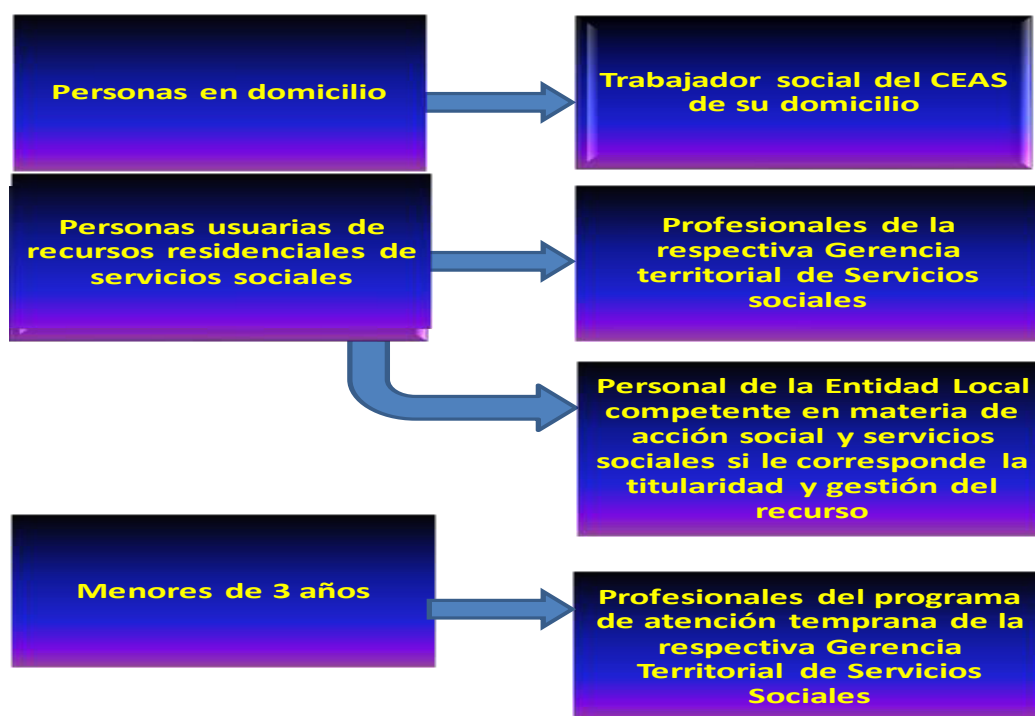 Personas en domicilio
Trabajador social del CEAS
de su domicilio
Personas usuarias de
recursos residenciales de
servicios sociales
Profesionales de la
respectiva Gerencia
territorial de Servicios
sociales
Personal de la Entidad Local
competente en materia de
acción social y servicios
sociales si le corresponde la
titularidad y gestión del
recurso
Menores de 3 años
Profesionales del programa
de atención temprana de la
respectiva Gerencia
Territorial de Servicios
Sociales